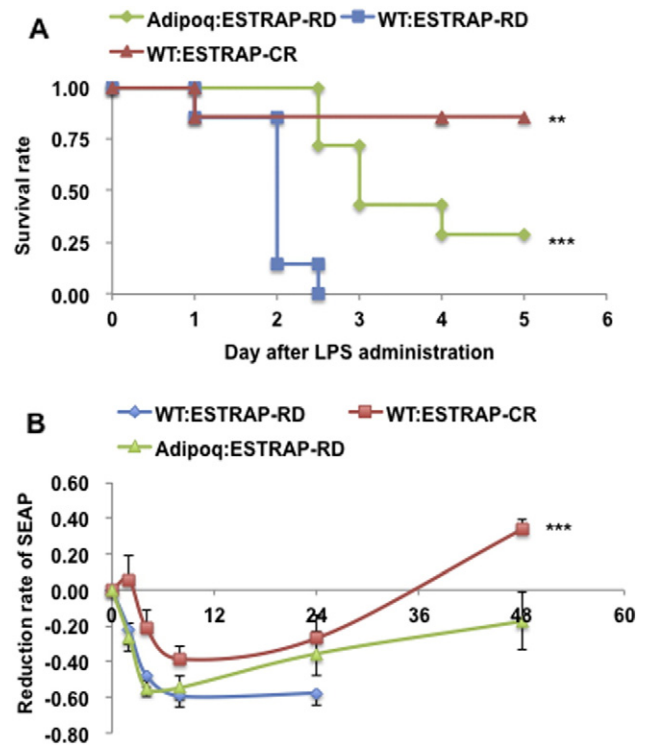 A
Adipoq:ESTRAP-RD WT:ESTRAP-RD
WT:ESTRAP-CR
Survival rate
1.00
0.75
0.50
0.25
0.00
**
***
0 1 2 3 4 5 6
Day after LPS administration
B
WT:ESTRAP-RD WT:ESTRAP-CR
Adipoq:ESTRAP-RD
Reduction rate of SEAP
0.60
0.40
0.20
0.00
-0.20
-0.40
-0.60
-0.80
***
0 12 24 36 48 60